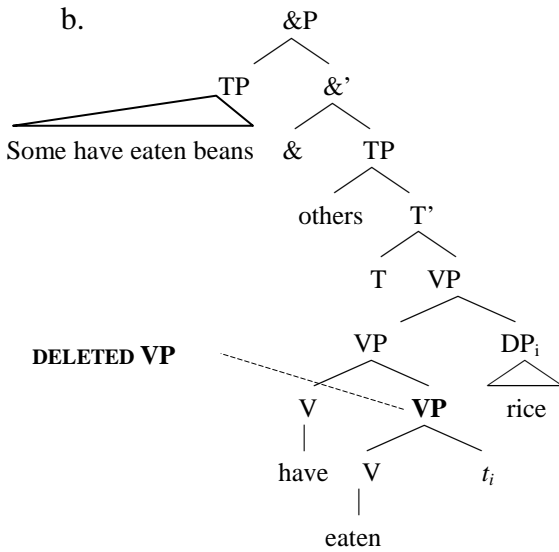 b.
&P
TP &’
Some have eaten beans & TP
others T’
T VP
DELETED VP VP DPi
V VP rice
have V ti
eaten